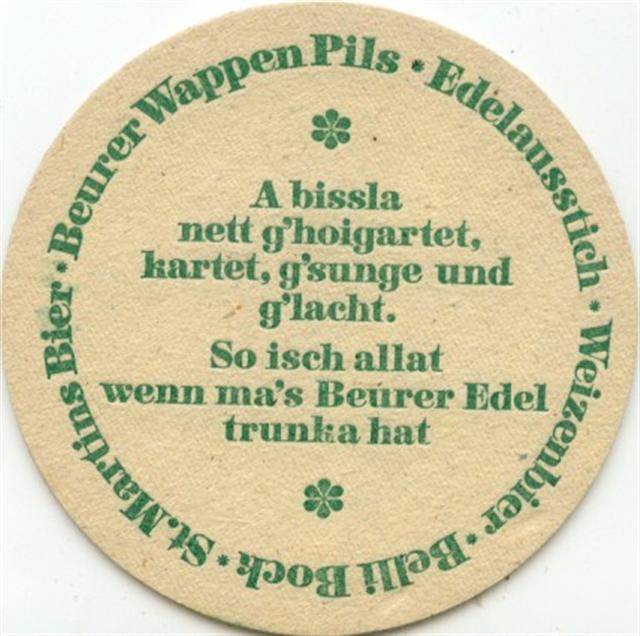 Beurer Wappen Pils · Edelausstich · Weizenbier · Belli Bock · St. Martins Bier ·
A bissla
nett g'hoigartet,
kartet, g'sunge und
g'lacht.
So isch allat
wenn ma's Beurer Edel
trunka hat